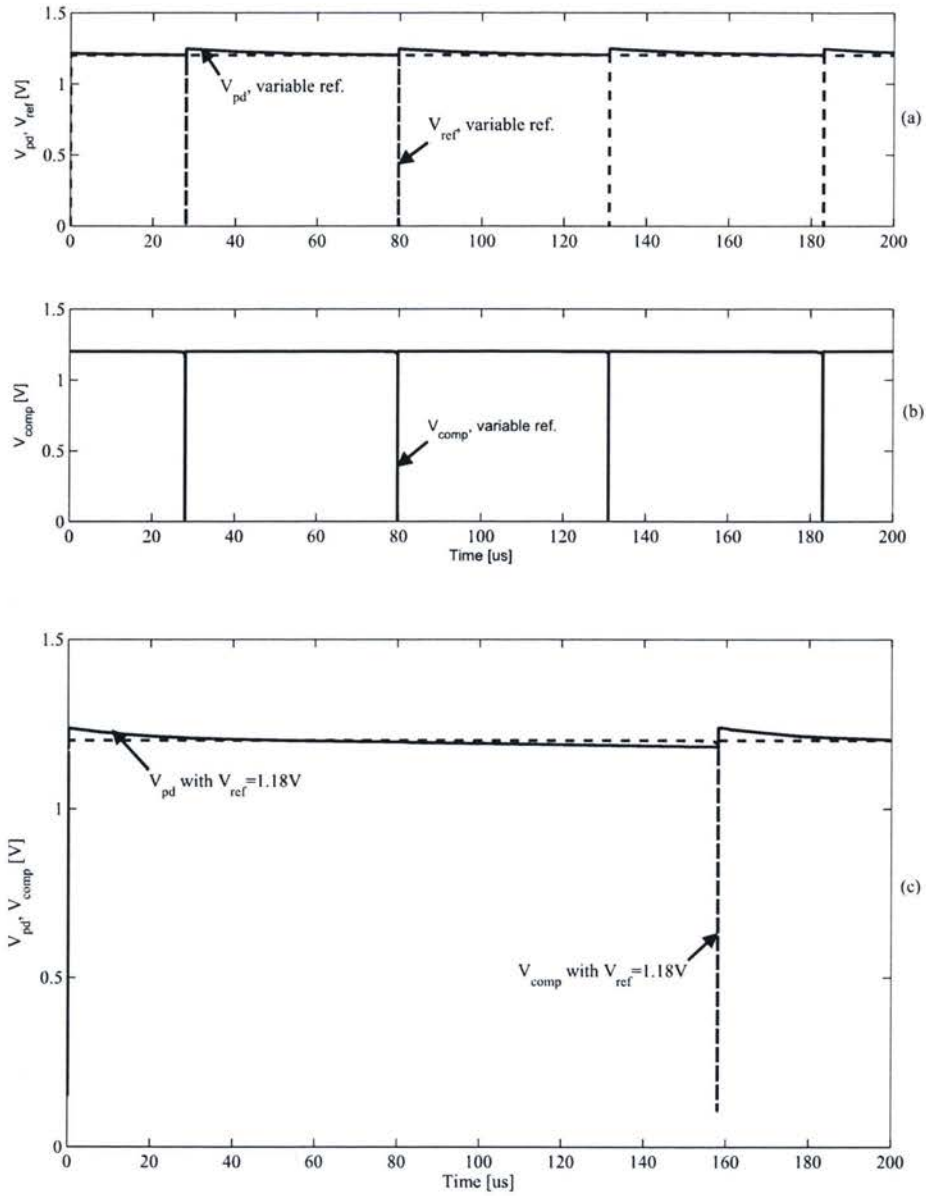 1.5
1
0.5
0
V_pd, V_ref [V]
V_pd, variable ref.
V_ref, variable ref.
(a)
0 20 40 60 80 100 120 140 160 180 200
1.5
1
0.5
0
V_comp [V]
V_comp, variable ref.
(b)
0 20 40 60 80 100 120 140 160 180 200
Time [us]
1.5
1
0.5
0
V_pd, V_comp [V]
V_pd with V_ref=1.18V
V_comp with V_ref=1.18V
(c)
0 20 40 60 80 100 120 140 160 180 200
Time [us]